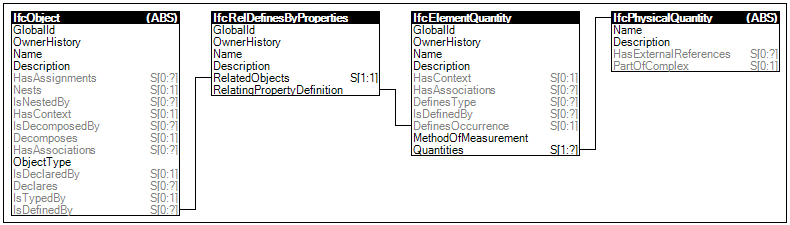 IfcObject (ABS)
GlobalId
OwnerHistory
Name
Description
HasAssignments S[0:?]
Nests S[0:1]
IsNestedBy S[0:?]
HasContext S[0:1]
IsDecomposedBy S[0:?]
Decomposes S[0:1]
HasAssociations S[0:?]
ObjectType
IsDeclaredBy S[0:1]
Declares S[0:?]
IsTypedBy S[0:1]
IsDefinedBy S[0:?]
IfcRelDefinesByProperties
GlobalId
OwnerHistory
Name
Description
RelatedObjects S[1:1]
RelatingPropertyDefinition
IfcElementQuantity
GlobalId
OwnerHistory
Name
Description
HasContext S[0:1]
HasAssociations S[0:?]
DefinesType S[0:?]
IsDefinedBy S[0:?]
DefinesOccurrence S[0:1]
MethodOfMeasurement
Quantities S[1:?]
IfcPhysicalQuantity (ABS)
Name
Description
HasExternalReferences S[0:?]
PartOfComplex S[0:1]